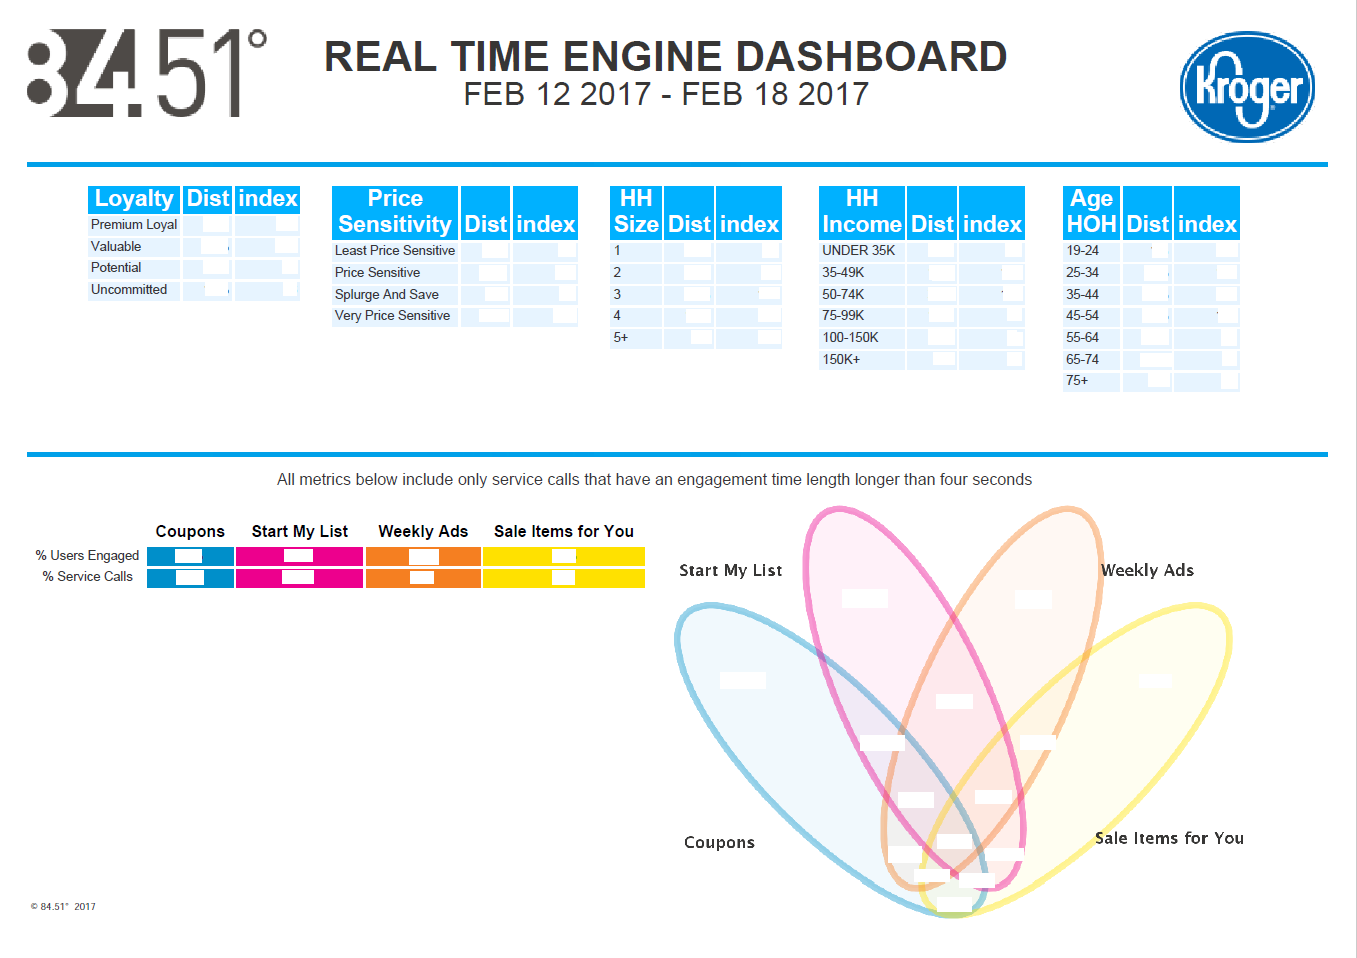 84.51°
REAL TIME ENGINE DASHBOARD
FEB 12 2017 - FEB 18 2017
Kroger
Loyalty Dist index
Premium Loyal
Valuable
Potential
Uncommitted
Price Sensitivity Dist index
Least Price Sensitive
Price Sensitive
Splurge And Save
Very Price Sensitive
HH Size Dist index
1
2
3
4
5+
HH Income Dist index
UNDER 35K
35-49K
50-74K
75-99K
100-150K
150K+
Age HOH Dist index
19-24
25-34
35-44
45-54
55-64
65-74
75+
All metrics below include only service calls that have an engagement time length longer than four seconds
Coupons Start My List Weekly Ads Sale Items for You
% Users Engaged
% Service Calls
Start My List
Weekly Ads
Coupons
Sale Items for You
© 84.51° 2017